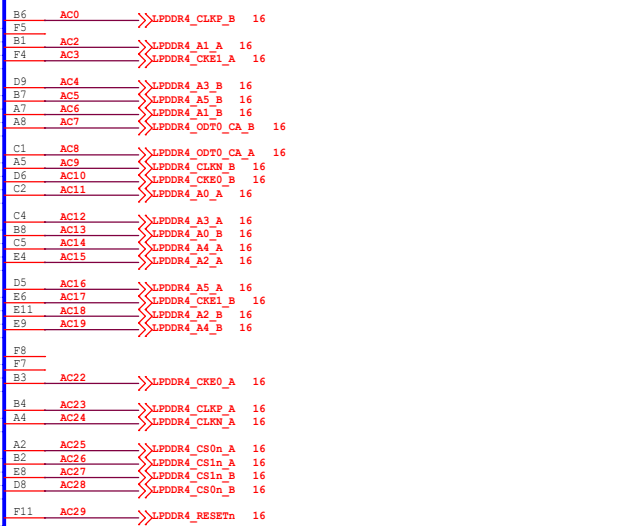 B6 AC0 LPDDR4_CLKP_B 16
F5
B1 AC2 LPDDR4_A1_A 16
F4 AC3 LPDDR4_CKE1_A 16
D9 AC4 LPDDR4_A3_B 16
B7 AC5 LPDDR4_A5_B 16
A7 AC6 LPDDR4_A1_B 16
A8 AC7 LPDDR4_ODT0_CA_B 16
C1 AC8 LPDDR4_ODT0_CA_A 16
A5 AC9 LPDDR4_CLKN_B 16
D6 AC10 LPDDR4_CKE0_B 16
C2 AC11 LPDDR4_A0_A 16
C4 AC12 LPDDR4_A3_A 16
B8 AC13 LPDDR4_A0_B 16
C5 AC14 LPDDR4_A4_A 16
E4 AC15 LPDDR4_A2_A 16
D5 AC16 LPDDR4_A5_A 16
E6 AC17 LPDDR4_CKE1_B 16
E11 AC18 LPDDR4_A2_B 16
E9 AC19 LPDDR4_A4_B 16
F8
F7
B3 AC22 LPDDR4_CKE0_A 16
B4 AC23 LPDDR4_CLKP_A 16
A4 AC24 LPDDR4_CLKN_A 16
A2 AC25 LPDDR4_CS0n_A 16
B2 AC26 LPDDR4_CS1n_A 16
E8 AC27 LPDDR4_CS1n_B 16
D8 AC28 LPDDR4_CS0n_B 16
F11 AC29 LPDDR4_RESETn 16